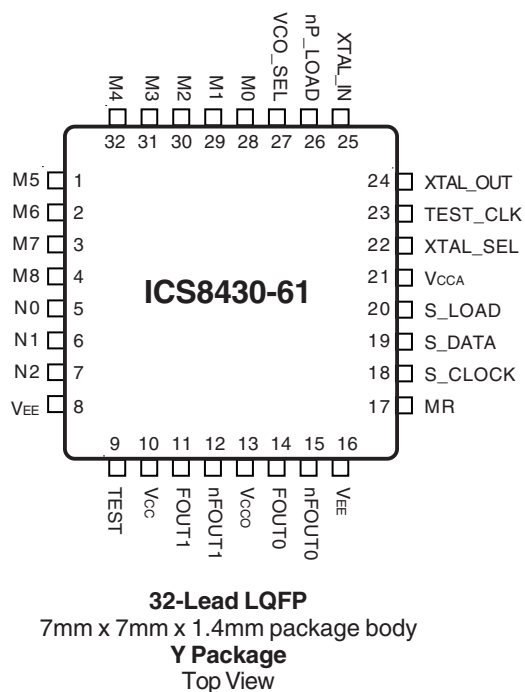 M4 M3 M2 M1 M0 VCO_SEL nP_LOAD XTAL_IN
32 31 30 29 28 27 26 25
M5 1
M6 2
M7 3
M8 4
N0 5
N1 6
N2 7
VEE 8
ICS8430-61
24 XTAL_OUT
23 TEST_CLK
22 XTAL_SEL
21 VCCA
20 S_LOAD
19 S_DATA
18 S_CLOCK
17 MR
9 10 11 12 13 14 15 16
TEST VCC FOUT1 nFOUT1 VCCO FOUT0 nFOUT0 VEE
32-Lead LQFP
7mm x 7mm x 1.4mm package body
Y Package
Top View